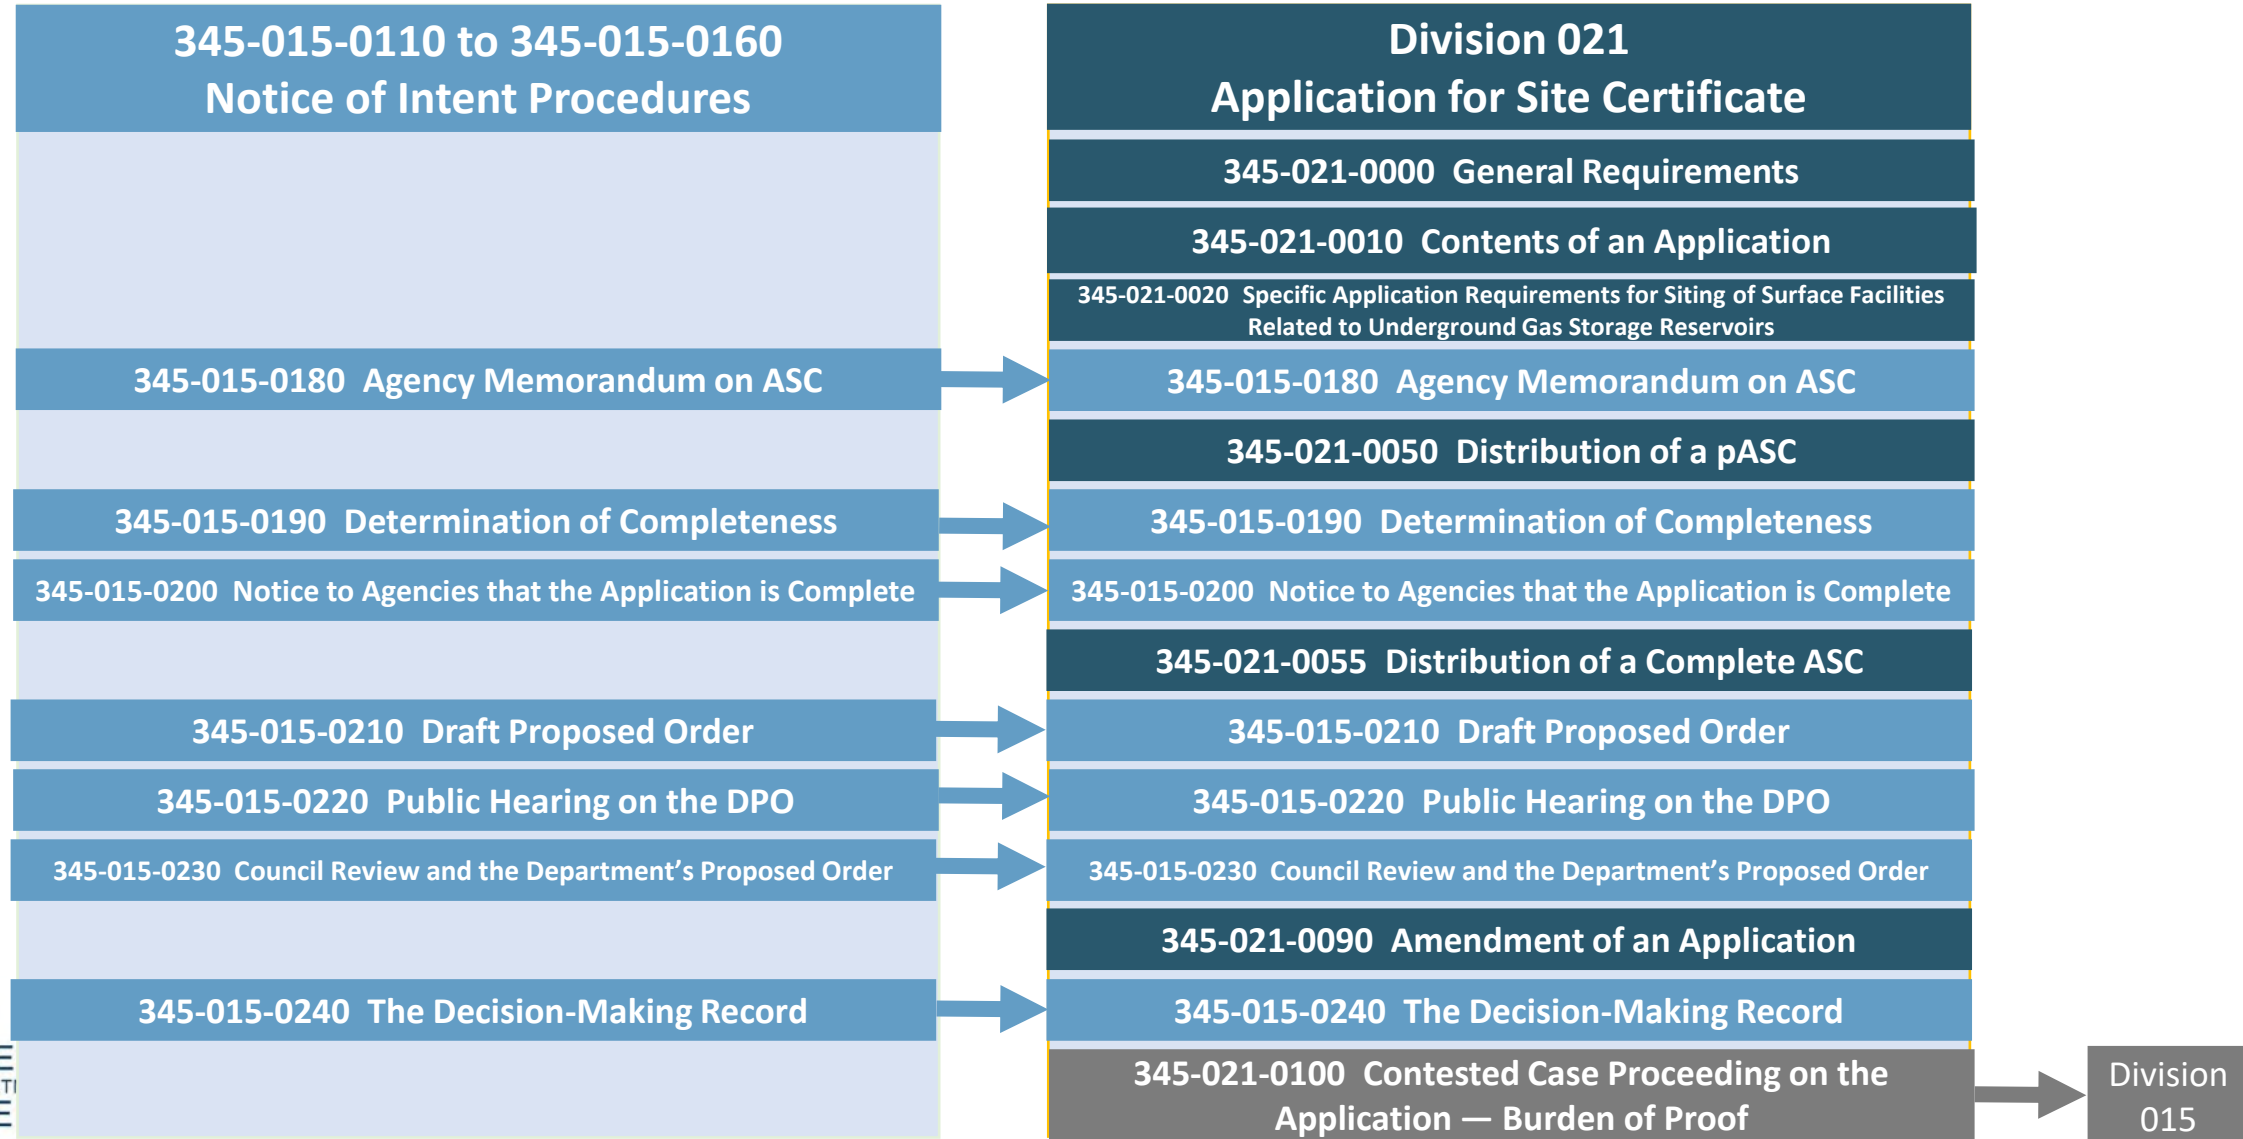 345-015-0110 to 345-015-0160
Notice of Intent Procedures
345-015-0180 Agency Memorandum on ASC
345-015-0190 Determination of Completeness
345-015-0200 Notice to Agencies that the Application is Complete
345-015-0210 Draft Proposed Order
345-015-0220 Public Hearing on the DPO
345-015-0230 Council Review and the Department’s Proposed Order
345-015-0240 The Decision-Making Record
Division 021
Application for Site Certificate
345-021-0000 General Requirements
345-021-0010 Contents of an Application
345-021-0020 Specific Application Requirements for Siting of Surface Facilities
Related to Underground Gas Storage Reservoirs
345-015-0180 Agency Memorandum on ASC
345-021-0050 Distribution of a pASC
345-015-0190 Determination of Completeness
345-015-0200 Notice to Agencies that the Application is Complete
345-021-0055 Distribution of a Complete ASC
345-015-0210 Draft Proposed Order
345-015-0220 Public Hearing on the DPO
345-015-0230 Council Review and the Department’s Proposed Order
345-021-0090 Amendment of an Application
345-015-0240 The Decision-Making Record
345-021-0100 Contested Case Proceeding on the
Application — Burden of Proof
Division
015